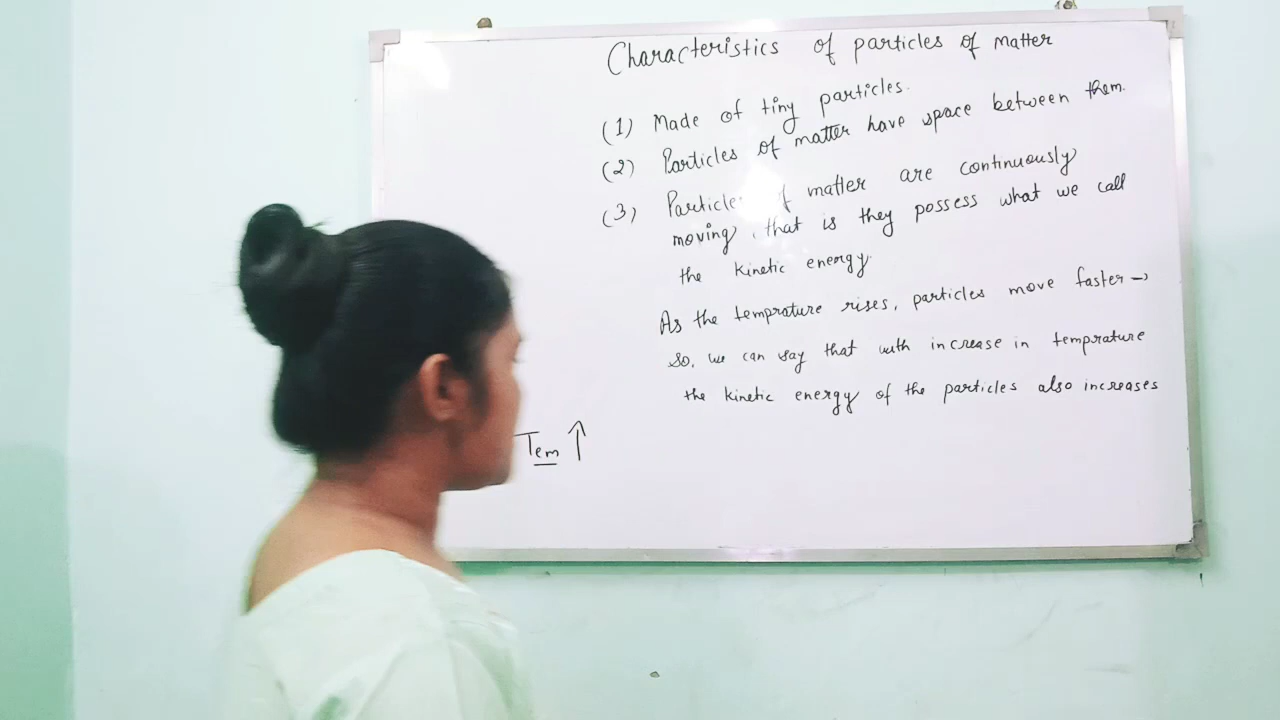 Characteristics of particles of matter
(1) Made of tiny particles.
(2) Particles of matter have space between them.
(3) Particles of matter are continuously
moving, that is they possess what we call
the kinetic energy.
As the temprature rises, particles move faster →
so, we can say that with increase in temprature
the kinetic energy of the particles also increases
Tem ↑